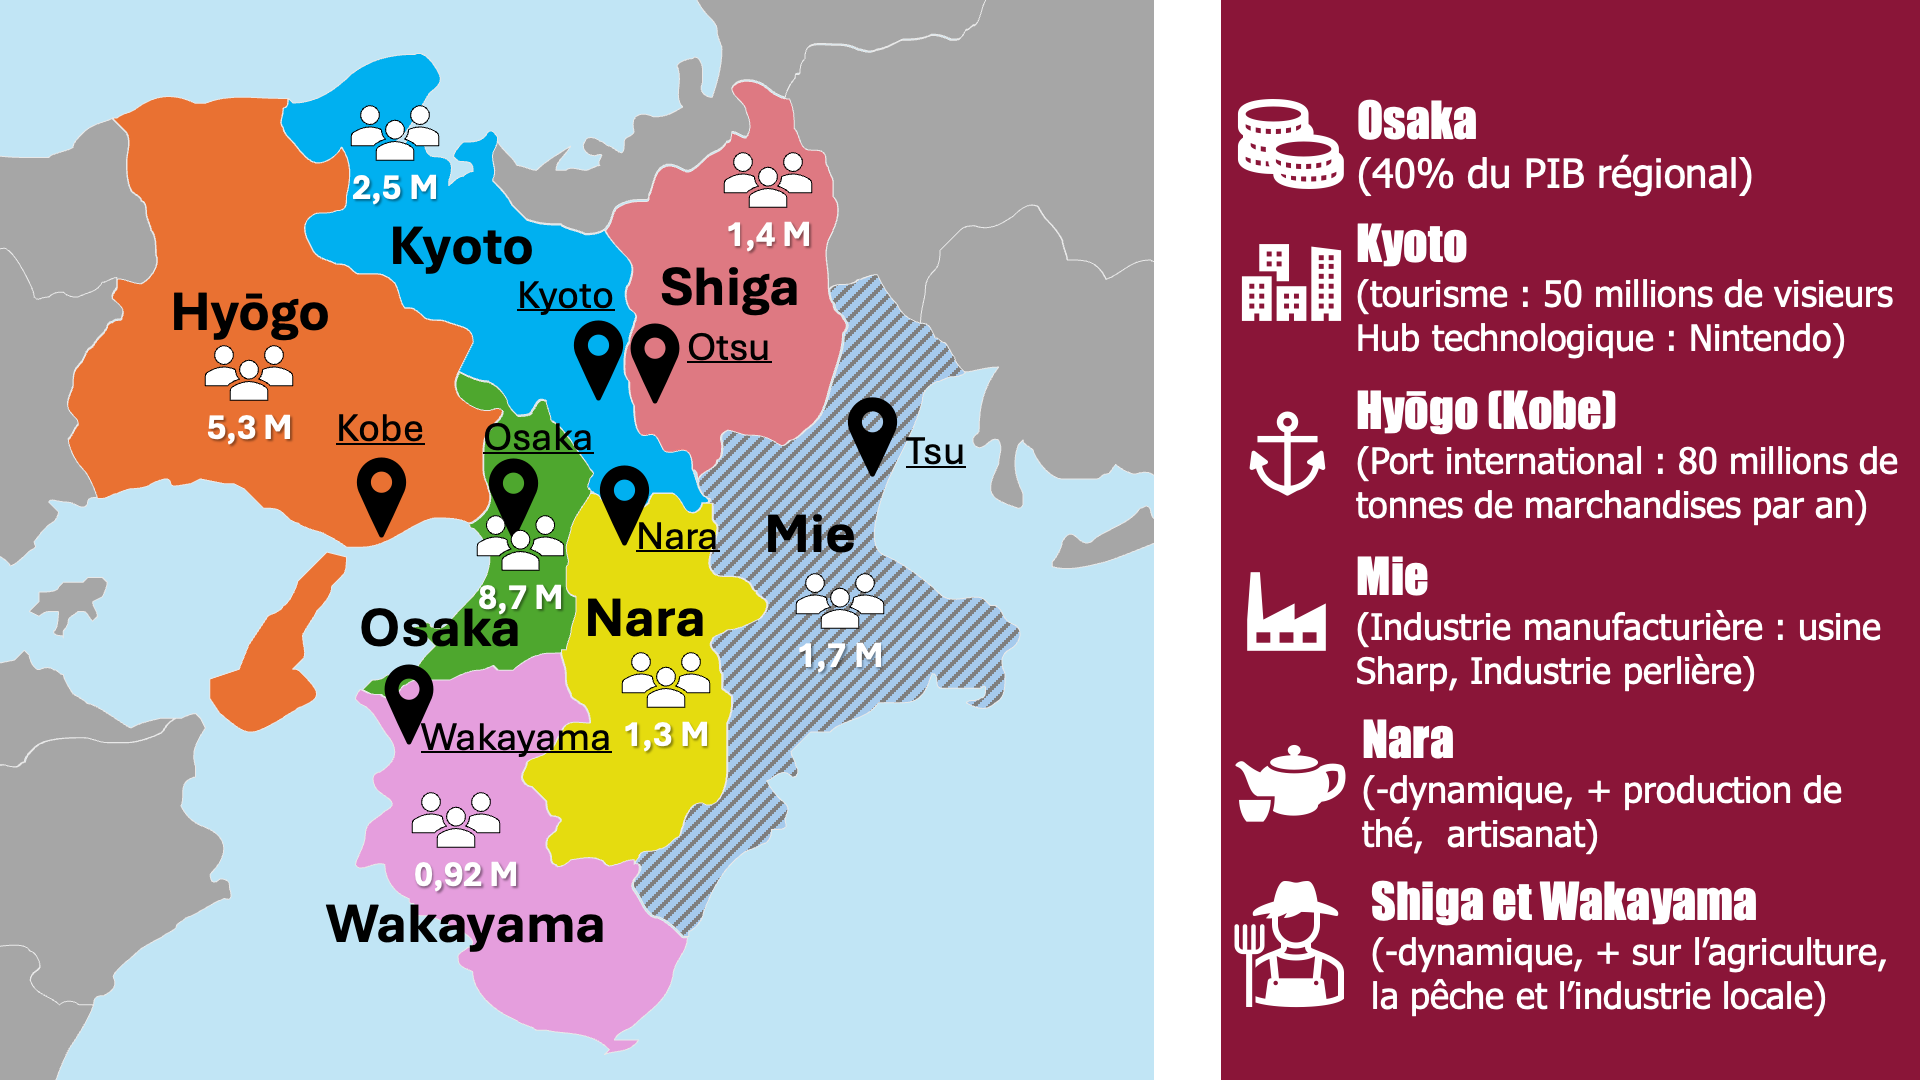 2,5 M
Kyoto
Kyoto
1,4 M
Shiga
Otsu
Hyōgo
5,3 M
Kobe
Osaka
8,7 M
Osaka
Tsu
Mie
1,7 M
Nara
Nara
1,3 M
Wakayama
0,92 M
Wakayama
Osaka
(40% du PIB régional)
Kyoto
(tourisme : 50 millions de visieurs
Hub technologique : Nintendo)
Hyōgo (Kobe)
(Port international : 80 millions de
tonnes de marchandises par an)
Mie
(Industrie manufacturière : usine
Sharp, Industrie perlière)
Nara
(-dynamique, + production de
thé,  artisanat)
Shiga et Wakayama
(-dynamique, + sur l’agriculture,
la pêche et l’industrie locale)